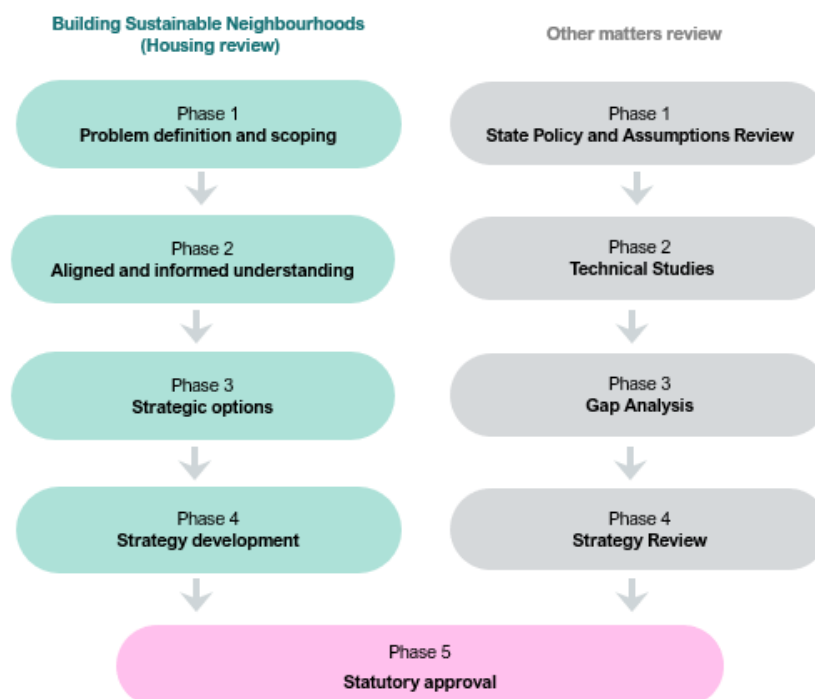 Building Sustainable Neighbourhoods
(Housing review)
Other matters review
Phase 1
Problem definition and scoping
Phase 1
State Policy and Assumptions Review
Phase 2
Aligned and informed understanding
Phase 2
Technical Studies
Phase 3
Strategic options
Phase 3
Gap Analysis
Phase 4
Strategy development
Phase 4
Strategy Review
Phase 5
Statutory approval